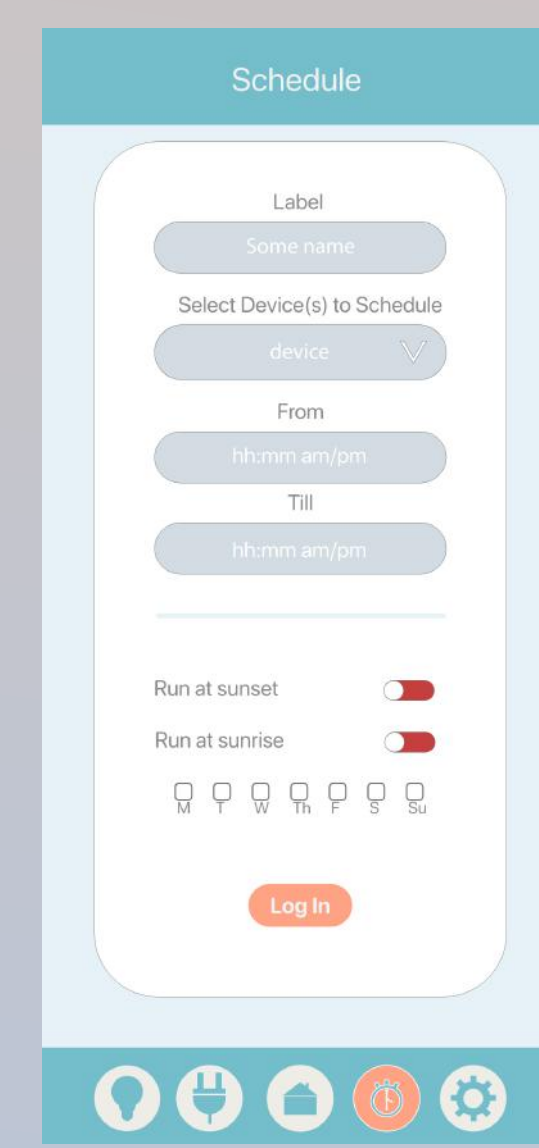 Schedule
Label
Some name
Select Device(s) to Schedule
device
From
hh:mm am/pm
Till
hh:mm am/pm
Run at sunset
Run at sunrise
M T W Th F S Su
Log In